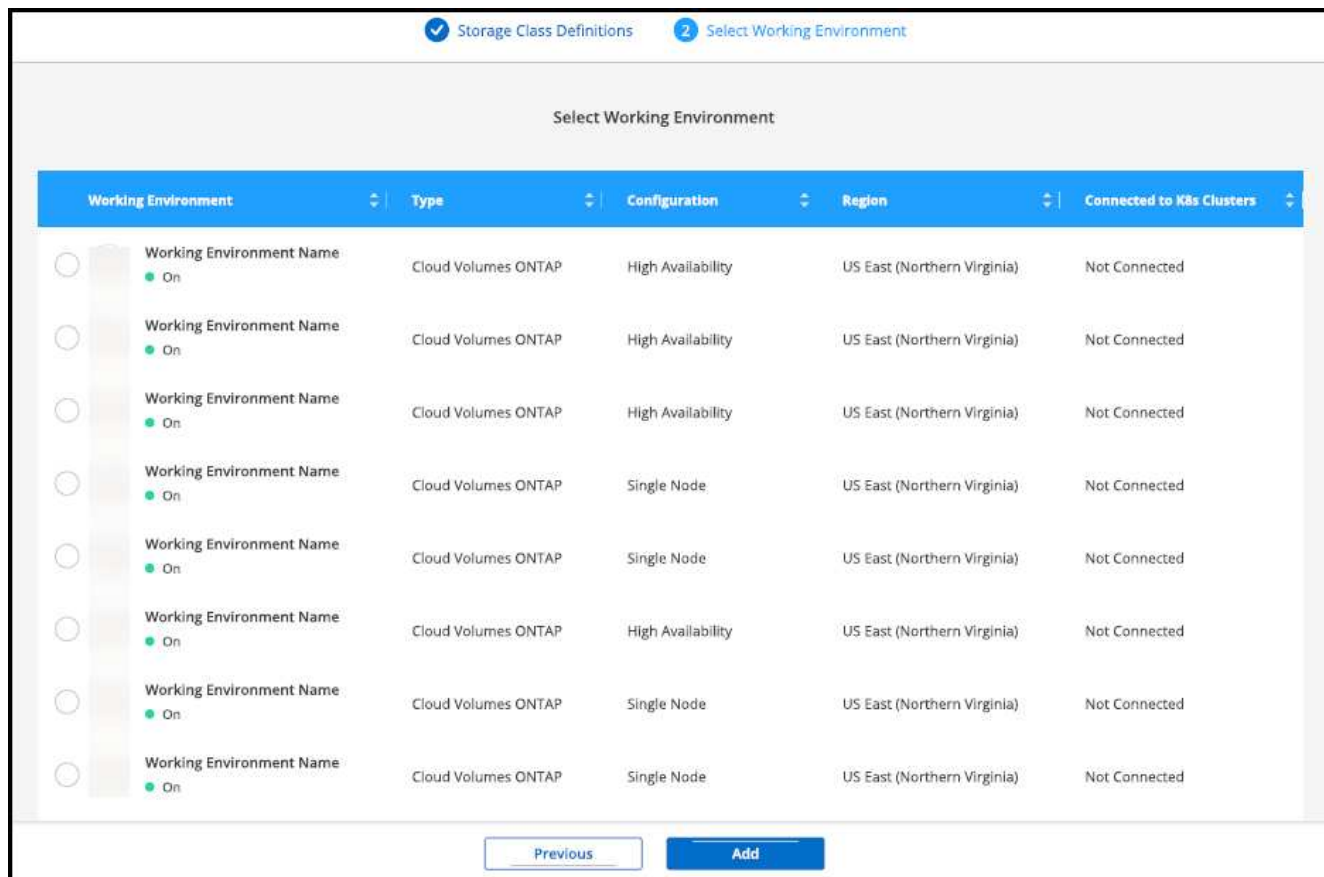 Storage Class Definitions 2 Select Working Environment
Select Working Environment
Working Environment Type Configuration Region Connected to K8s Clusters
Working Environment Name
On
Cloud Volumes ONTAP High Availability US East (Northern Virginia) Not Connected
Working Environment Name
On
Cloud Volumes ONTAP High Availability US East (Northern Virginia) Not Connected
Working Environment Name
On
Cloud Volumes ONTAP High Availability US East (Northern Virginia) Not Connected
Working Environment Name
On
Cloud Volumes ONTAP Single Node US East (Northern Virginia) Not Connected
Working Environment Name
On
Cloud Volumes ONTAP Single Node US East (Northern Virginia) Not Connected
Working Environment Name
On
Cloud Volumes ONTAP High Availability US East (Northern Virginia) Not Connected
Working Environment Name
On
Cloud Volumes ONTAP Single Node US East (Northern Virginia) Not Connected
Working Environment Name
On
Cloud Volumes ONTAP Single Node US East (Northern Virginia) Not Connected
Previous Add